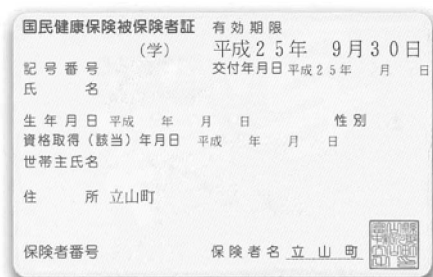 国民健康保険被保険者証 有効期限
(学) 平成25年 9月30日
記号番号 交付年月日 平成25年 月 日
氏 名
生年月日 平成 年 月 日 性別
資格取得(該当)年月日 平成 年 月 日
世帯主氏名
住 所 立山町
保険者番号 保険者名 立山町